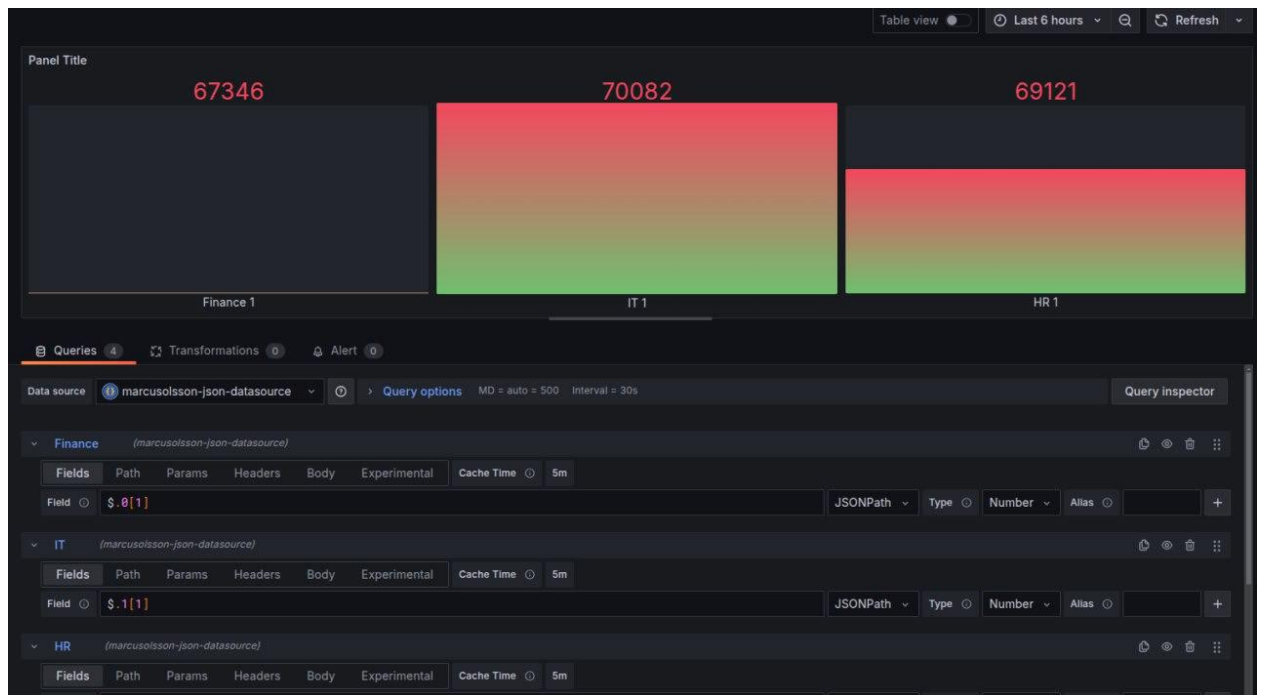 Table view Last 6 hours Refresh
Panel Title
67346 70082 69121
Finance 1 IT 1 HR 1
Queries 4 Transformations 0 Alert 0
Data source marcusolsson-json-datasource > Query options MD = auto = 500 Interval = 30s Query inspector
Finance (marcusolsson-json-datasource)
Fields Path Params Headers Body Experimental Cache Time 5m
Field $.0[1] JSONPath Type Number Alias +
IT (marcusolsson-json-datasource)
Fields Path Params Headers Body Experimental Cache Time 5m
Field $.1[1] JSONPath Type Number Alias +
HR (marcusolsson-json-datasource)
Fields Path Params Headers Body Experimental Cache Time 5m